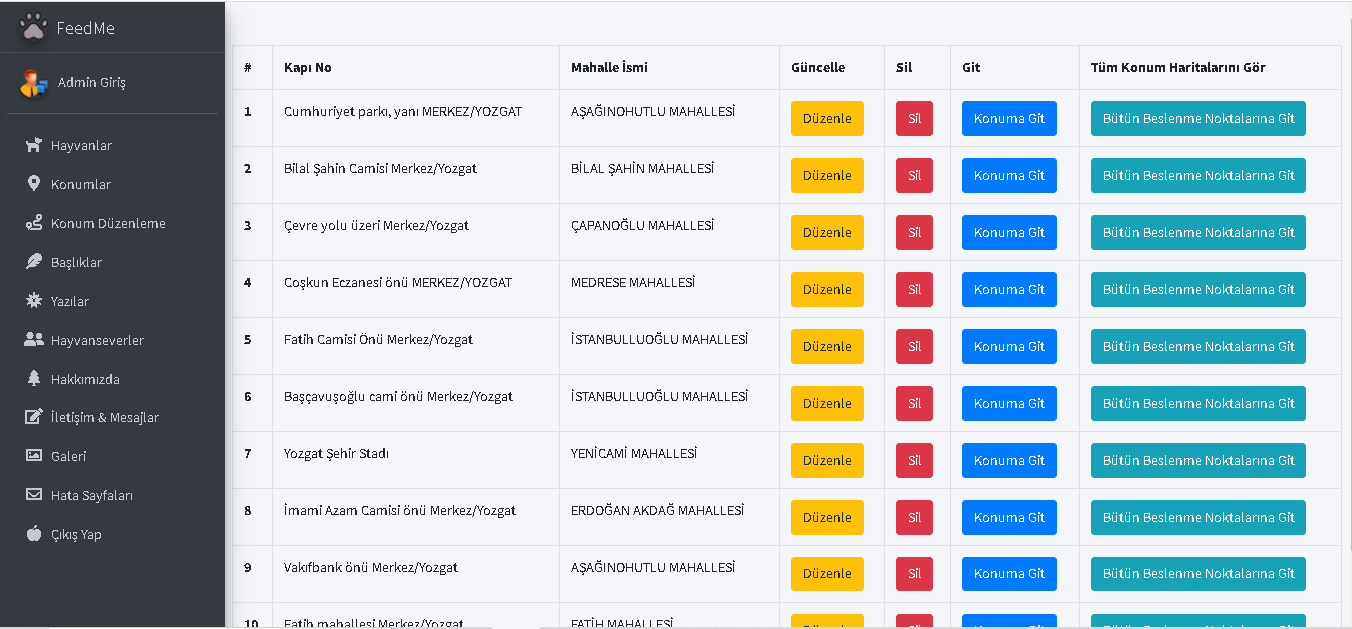 FeedMe
Admin Giriş
Hayvanlar
Konumlar
Konum Düzenleme
Başlıklar
Yazılar
Hayvanseverler
Hakkımızda
İletişim & Mesajlar
Galeri
Hata Sayfaları
Çıkış Yap
# Kapı No Mahalle İsmi Güncelle Sil Git Tüm Konum Haritalarını Gör
1 Cumhuriyet parkı, yanı MERKEZ/YOZGAT AŞAĞINOHUTLU MAHALLESİ Düzenle Sil Konuma Git Bütün Beslenme Noktalarına Git
2 Bilal Şahin Camisi Merkez/Yozgat BİLAL ŞAHİN MAHALLESİ Düzenle Sil Konuma Git Bütün Beslenme Noktalarına Git
3 Çevre yolu üzeri Merkez/Yozgat ÇAPANOĞLU MAHALLESİ Düzenle Sil Konuma Git Bütün Beslenme Noktalarına Git
4 Coşkun Eczanesi önü MERKEZ/YOZGAT MEDRESE MAHALLESİ Düzenle Sil Konuma Git Bütün Beslenme Noktalarına Git
5 Fatih Camisi Önü Merkez/Yozgat İSTANBULLUOĞLU MAHALLESİ Düzenle Sil Konuma Git Bütün Beslenme Noktalarına Git
6 Başçavuşoğlu cami önü Merkez/Yozgat İSTANBULLUOĞLU MAHALLESİ Düzenle Sil Konuma Git Bütün Beslenme Noktalarına Git
7 Yozgat Şehir Stadı YENİCAMİ MAHALLESİ Düzenle Sil Konuma Git Bütün Beslenme Noktalarına Git
8 İmami Azam Camisi önü Merkez/Yozgat ERDOĞAN AKDAĞ MAHALLESİ Düzenle Sil Konuma Git Bütün Beslenme Noktalarına Git
9 Vakıfbank önü Merkez/Yozgat AŞAĞINOHUTLU MAHALLESİ Düzenle Sil Konuma Git Bütün Beslenme Noktalarına Git
10 Fatih mahallesi Merkez/Yozgat FATİH MAHALLESİ Düzenle Sil Konuma Git Bütün Beslenme Noktalarına Git